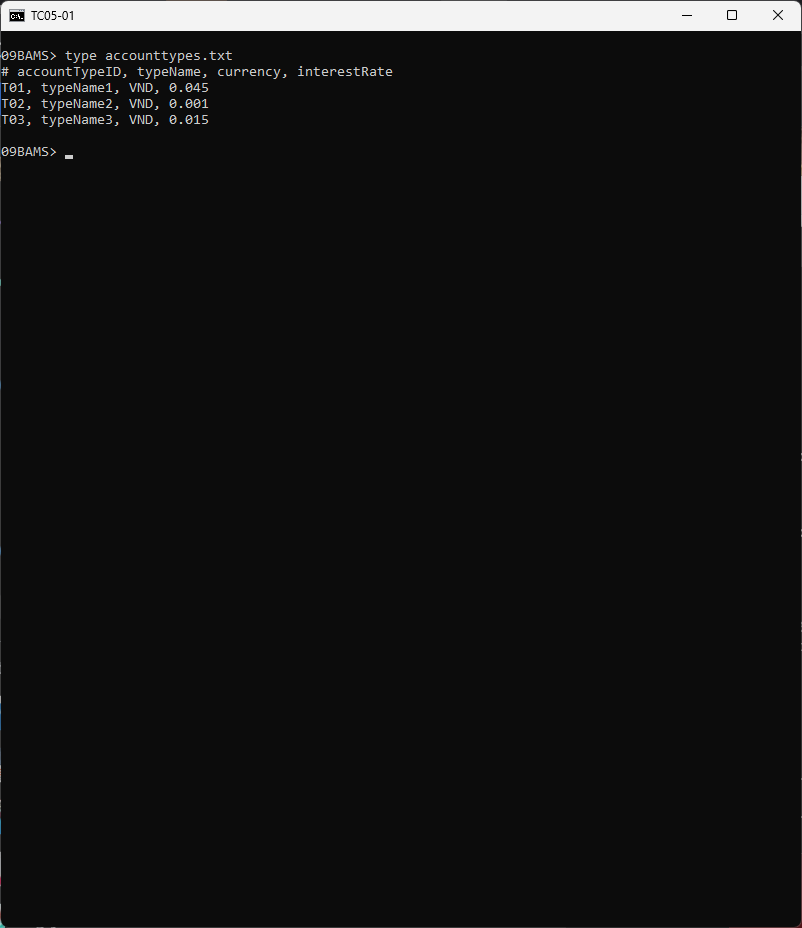 TC05-01
09BAMS> type accounttypes.txt
# accountTypeID, typeName, currency, interestRate
T01, typeName1, VND, 0.045
T02, typeName2, VND, 0.001
T03, typeName3, VND, 0.015
09BAMS>